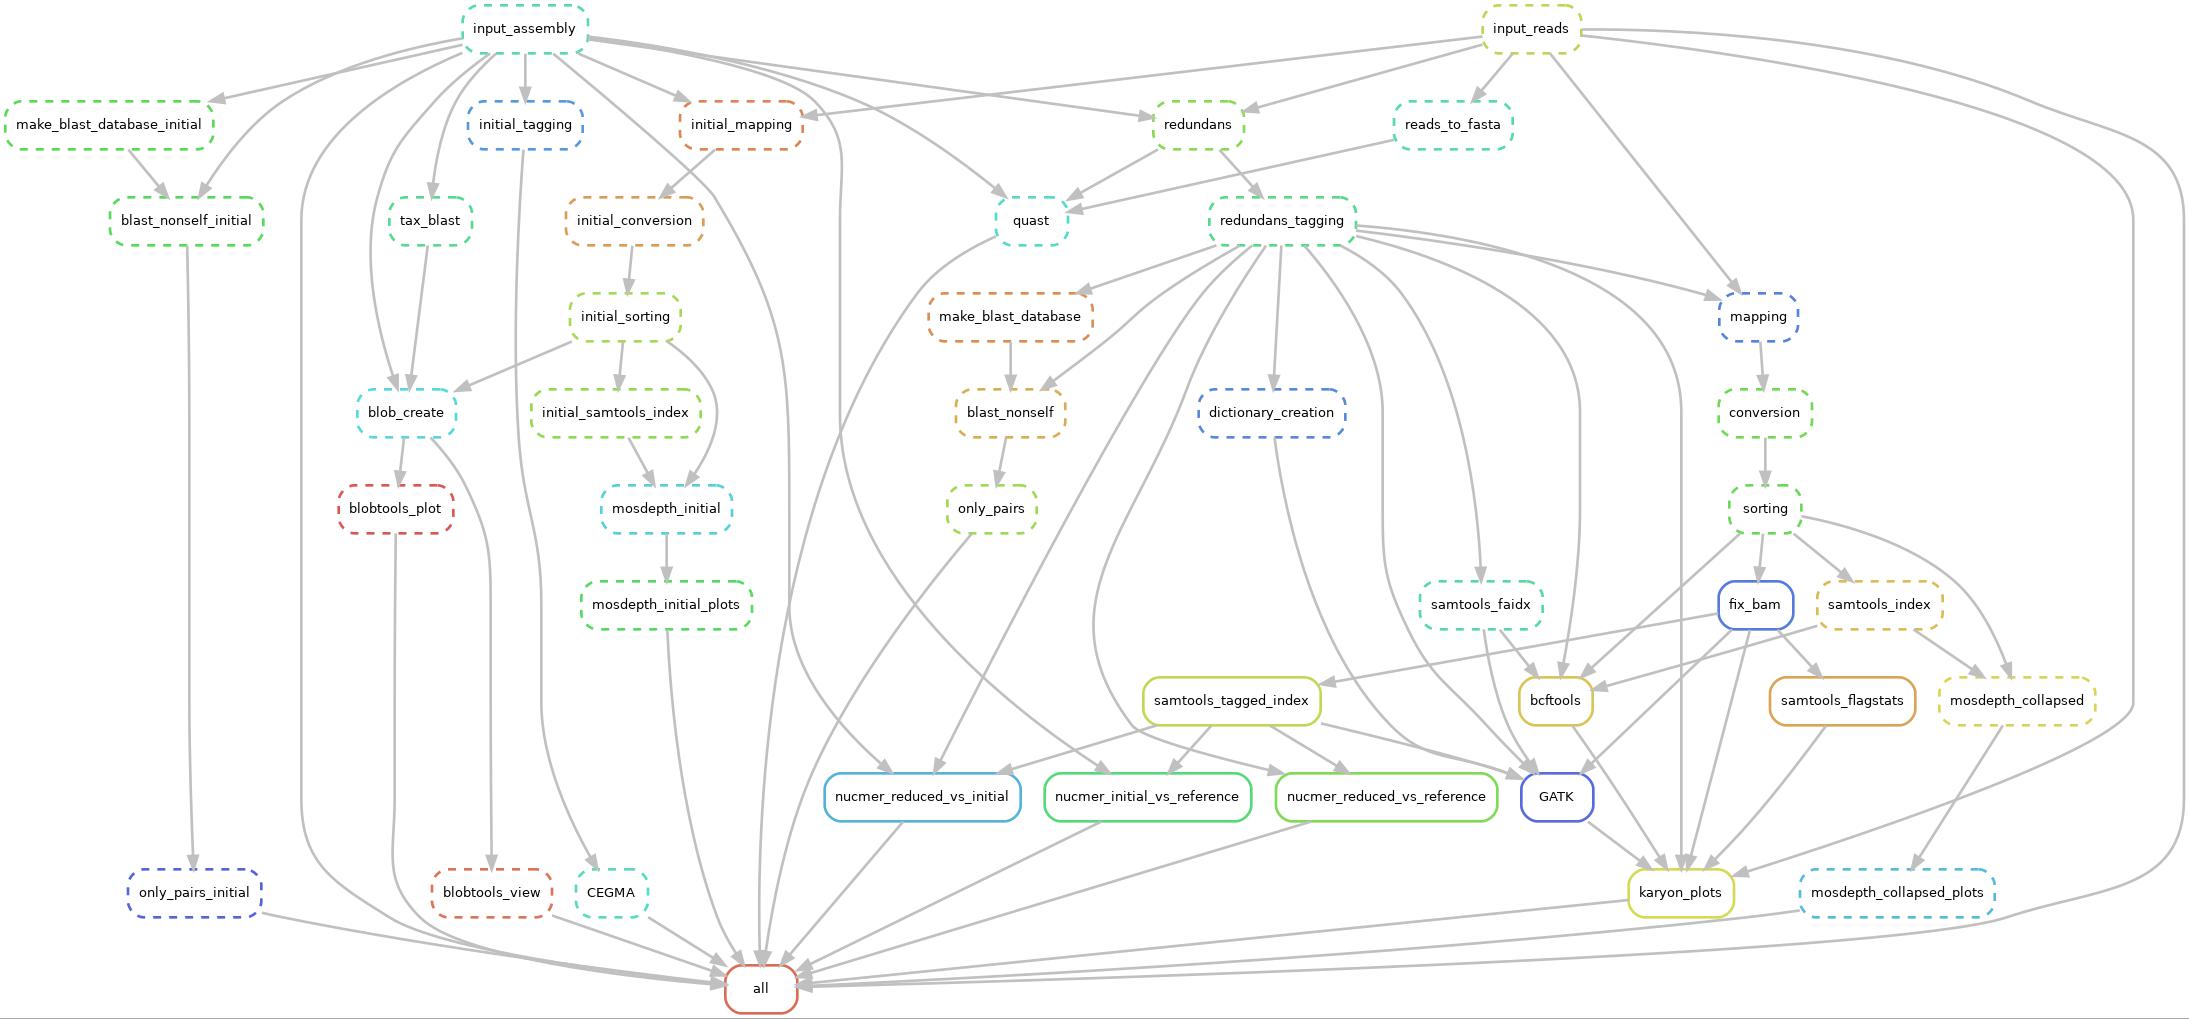 input_assembly
input_reads
make_blast_database_initial
initial_tagging
initial_mapping
redundans
reads_to_fasta
blast_nonself_initial
tax_blast
initial_conversion
quast
redundans_tagging
initial_sorting
make_blast_database
mapping
blob_create
initial_samtools_index
blast_nonself
dictionary_creation
conversion
blobtools_plot
mosdepth_initial
only_pairs
sorting
mosdepth_initial_plots
samtools_faidx
fix_bam
samtools_index
samtools_tagged_index
bcftools
samtools_flagstats
mosdepth_collapsed
nucmer_reduced_vs_initial
nucmer_initial_vs_reference
nucmer_reduced_vs_reference
GATK
only_pairs_initial
blobtools_view
CEGMA
karyon_plots
mosdepth_collapsed_plots
all